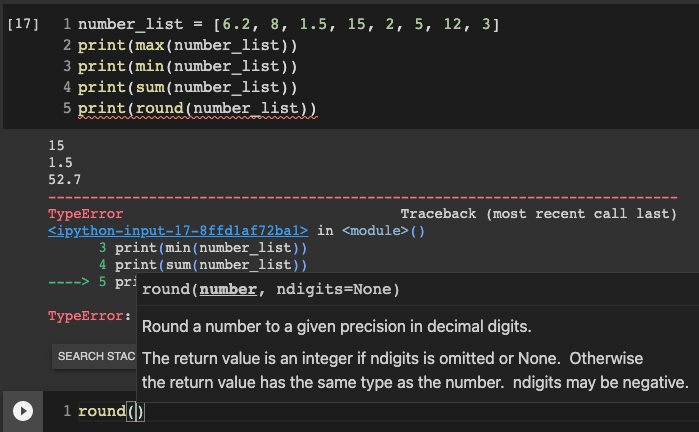 [17] 1 number_list = [6.2, 8, 1.5, 15, 2, 5, 12, 3]
2 print(max(number_list))
3 print(min(number_list))
4 print(sum(number_list))
5 print(round(number_list))
15
1.5
52.7
---------------------------------------------------------------------------
TypeError Traceback (most recent call last)
<ipython-input-17-8ffd1af72ba1> in <module>()
3 print(min(number_list))
4 print(sum(number_list))
----> 5 pri
round(number, ndigits=None)
TypeError:
Round a number to a given precision in decimal digits.
SEARCH STAC
The return value is an integer if ndigits is omitted or None. Otherwise
the return value has the same type as the number. ndigits may be negative.
1 round()